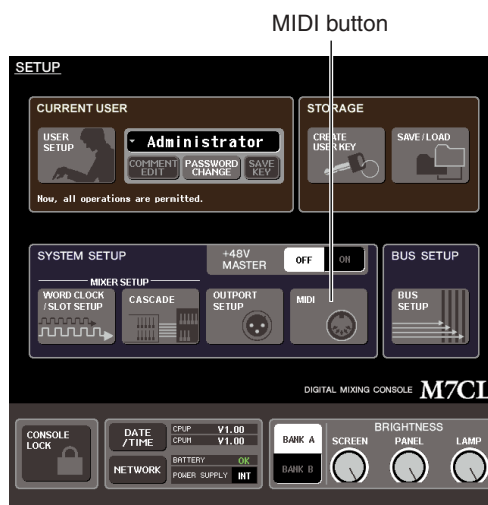 MIDI button
SETUP
CURRENT USER
USER SETUP
Administrator
COMMENT EDIT
PASSWORD CHANGE
SAVE KEY
Now, all operations are permitted.
STORAGE
CREATE USER KEY
SAVE/LOAD
SYSTEM SETUP
+48V MASTER
OFF
ON
MIXER SETUP
WORD CLOCK /SLOT SETUP
CASCADE
OUTPORT SETUP
MIDI
BUS SETUP
BUS SETUP
DIGITAL MIXING CONSOLE M7CL
CONSOLE LOCK
DATE /TIME
CPUP V1.00
CPUM V1.00
NETWORK
BATTERY OK
POWER SUPPLY INT
BANK A
BANK B
BRIGHTNESS
SCREEN PANEL LAMP